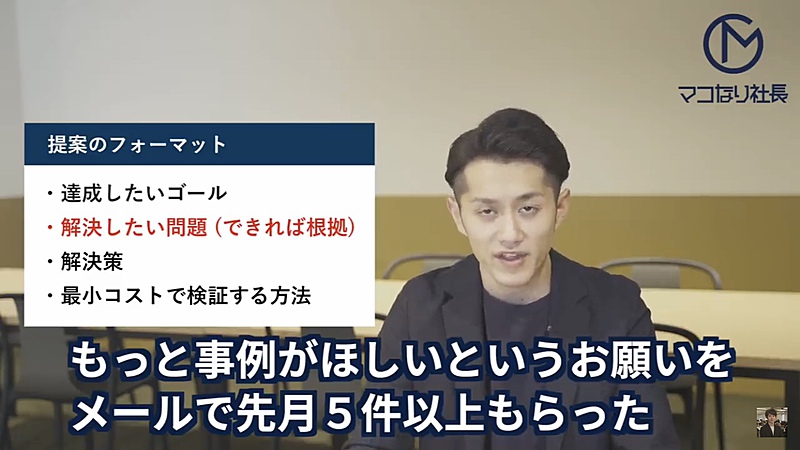 マコなり社長
提案のフォーマット
・達成したいゴール
・解決したい問題（できれば根拠）
・解決策
・最小コストで検証する方法
もっと事例がほしいというお願いを
メールで先月５件以上もらった